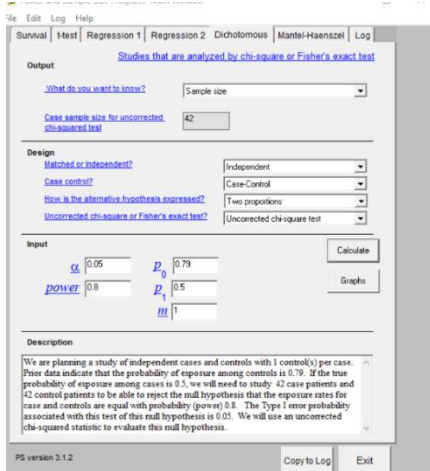 File Edit Log Help
Survival t-test Regression 1 Regression 2 Dichotomous Mantel-Haenszel Log
Studies that are analyzed by chi-square or Fisher's exact test
Output
What do you want to know? Sample size
Case sample size for uncorrected 42
chi-squared test
Design
Matched or Independent? Independent
Case control? Case-Control
How is the alternative hypothesis expressed? Two proportions
Uncorrected chi-square or Fisher's exact test? Uncorrected chi-square test
Input
Calculate
α 0.05 p0 0.79
power 0.8 p1 0.5
Graphs
m 1
Description
We are planning a study of independent cases and controls with 1 control(s) per case.
Prior data indicate that the probability of exposure among controls is 0.79. If the true
probability of exposure among cases is 0.5, we will need to study 42 case patients and
42 control patients to be able to reject the null hypothesis that the exposure rates for
case and controls are equal with probability (power) 0.8. The Type I error probability
associated with this test of this null hypothesis is 0.05. We will use an uncorrected
chi-squared statistic to evaluate this null hypothesis.
PS version 3.1.2
Copy to Log Exit